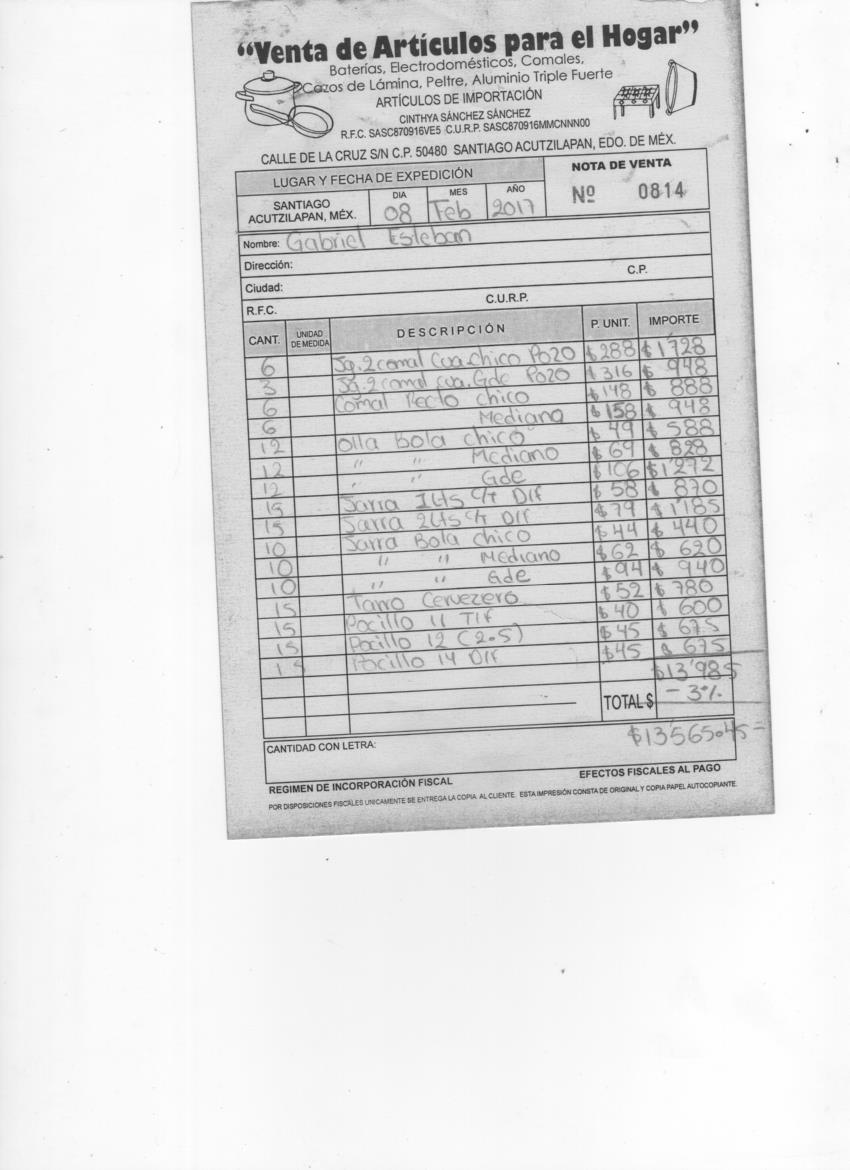 "Venta de Artículos para el Hogar"
Baterías, Electrodomésticos, Comales,
Cazos de Lámina, Peltre, Aluminio Triple Fuerte
ARTÍCULOS DE IMPORTACIÓN
CINTHYA SÁNCHEZ SÁNCHEZ
R.F.C. SASC870916VE5 C.U.R.P. SASC870916MMCNNN00
CALLE DE LA CRUZ S/N C.P. 50480 SANTIAGO ACUTZILAPAN, EDO. DE MÉX.
LUGAR Y FECHA DE EXPEDICIÓN NOTA DE VENTA
SANTIAGO ACUTZILAPAN, MÉX. DIA 08 MES Feb AÑO 2017 Nº 0814
Nombre: Gabriel Esteban
Dirección: C.P.
Ciudad:
R.F.C. C.U.R.P.
CANT. UNIDAD DE MEDIDA DESCRIPCIÓN P. UNIT. IMPORTE
6 Jg. 2 comal Cua. Chico Pozo $288 $1'728
3 Jg. 2 comal cua. Gde Pozo $316 $948
6 Comal Recto chico $148 $888
6 Mediano $158 $948
12 Olla Bola chico $49 $588
12 " " Mediano $69 $828
12 " " Gde $106 $1'272
15 Jarra 1Lts c/t Dif $58 $870
15 Jarra 2Lts c/t Dif $79 $1'185
10 Jarra Bola chico $44 $440
10 " " Mediano $62 $620
10 " " Gde $94 $940
15 Tarro Cervezero $52 $780
15 Pocillo 11 Tif $40 $600
15 Pocillo 12 (2.5) $45 $675
15 Pocillo 14 Dif $45 $675
$13'985
TOTAL $ - 3%
$13'565.45=
CANTIDAD CON LETRA:
REGIMEN DE INCORPORACIÓN FISCAL EFECTOS FISCALES AL PAGO
POR DISPOSICIONES FISCALES UNICAMENTE SE ENTREGA LA COPIA AL CLIENTE. ESTA IMPRESIÓN CONSTA DE ORIGINAL Y COPIA PAPEL AUTOCOPIANTE.